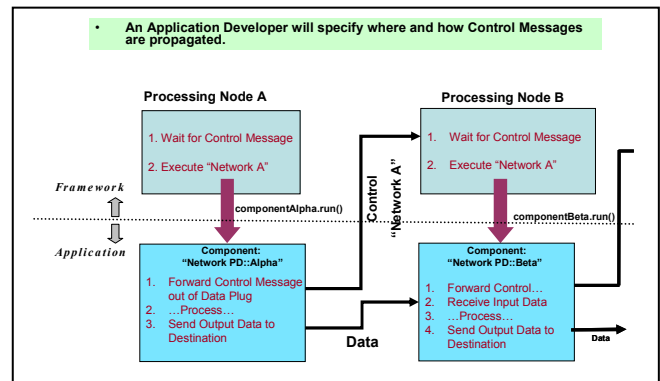 • An Application Developer will specify where and how Control Messages
are propagated.
Processing Node A
1. Wait for Control Message
2. Execute “Network A”
Processing Node B
1. Wait for Control Message
2. Execute “Network A”
Control
“Network A”
Framework
componentAlpha.run()
componentBeta.run()
Application
Component:
“Network PD::Alpha”
1. Forward Control Message
out of Data Plug
2. …Process…
3. Send Output Data to
Destination
Data
Component:
“Network PD::Beta”
1. Forward Control…
2. Receive Input Data
3. …Process…
4. Send Output Data to
Destination
Data